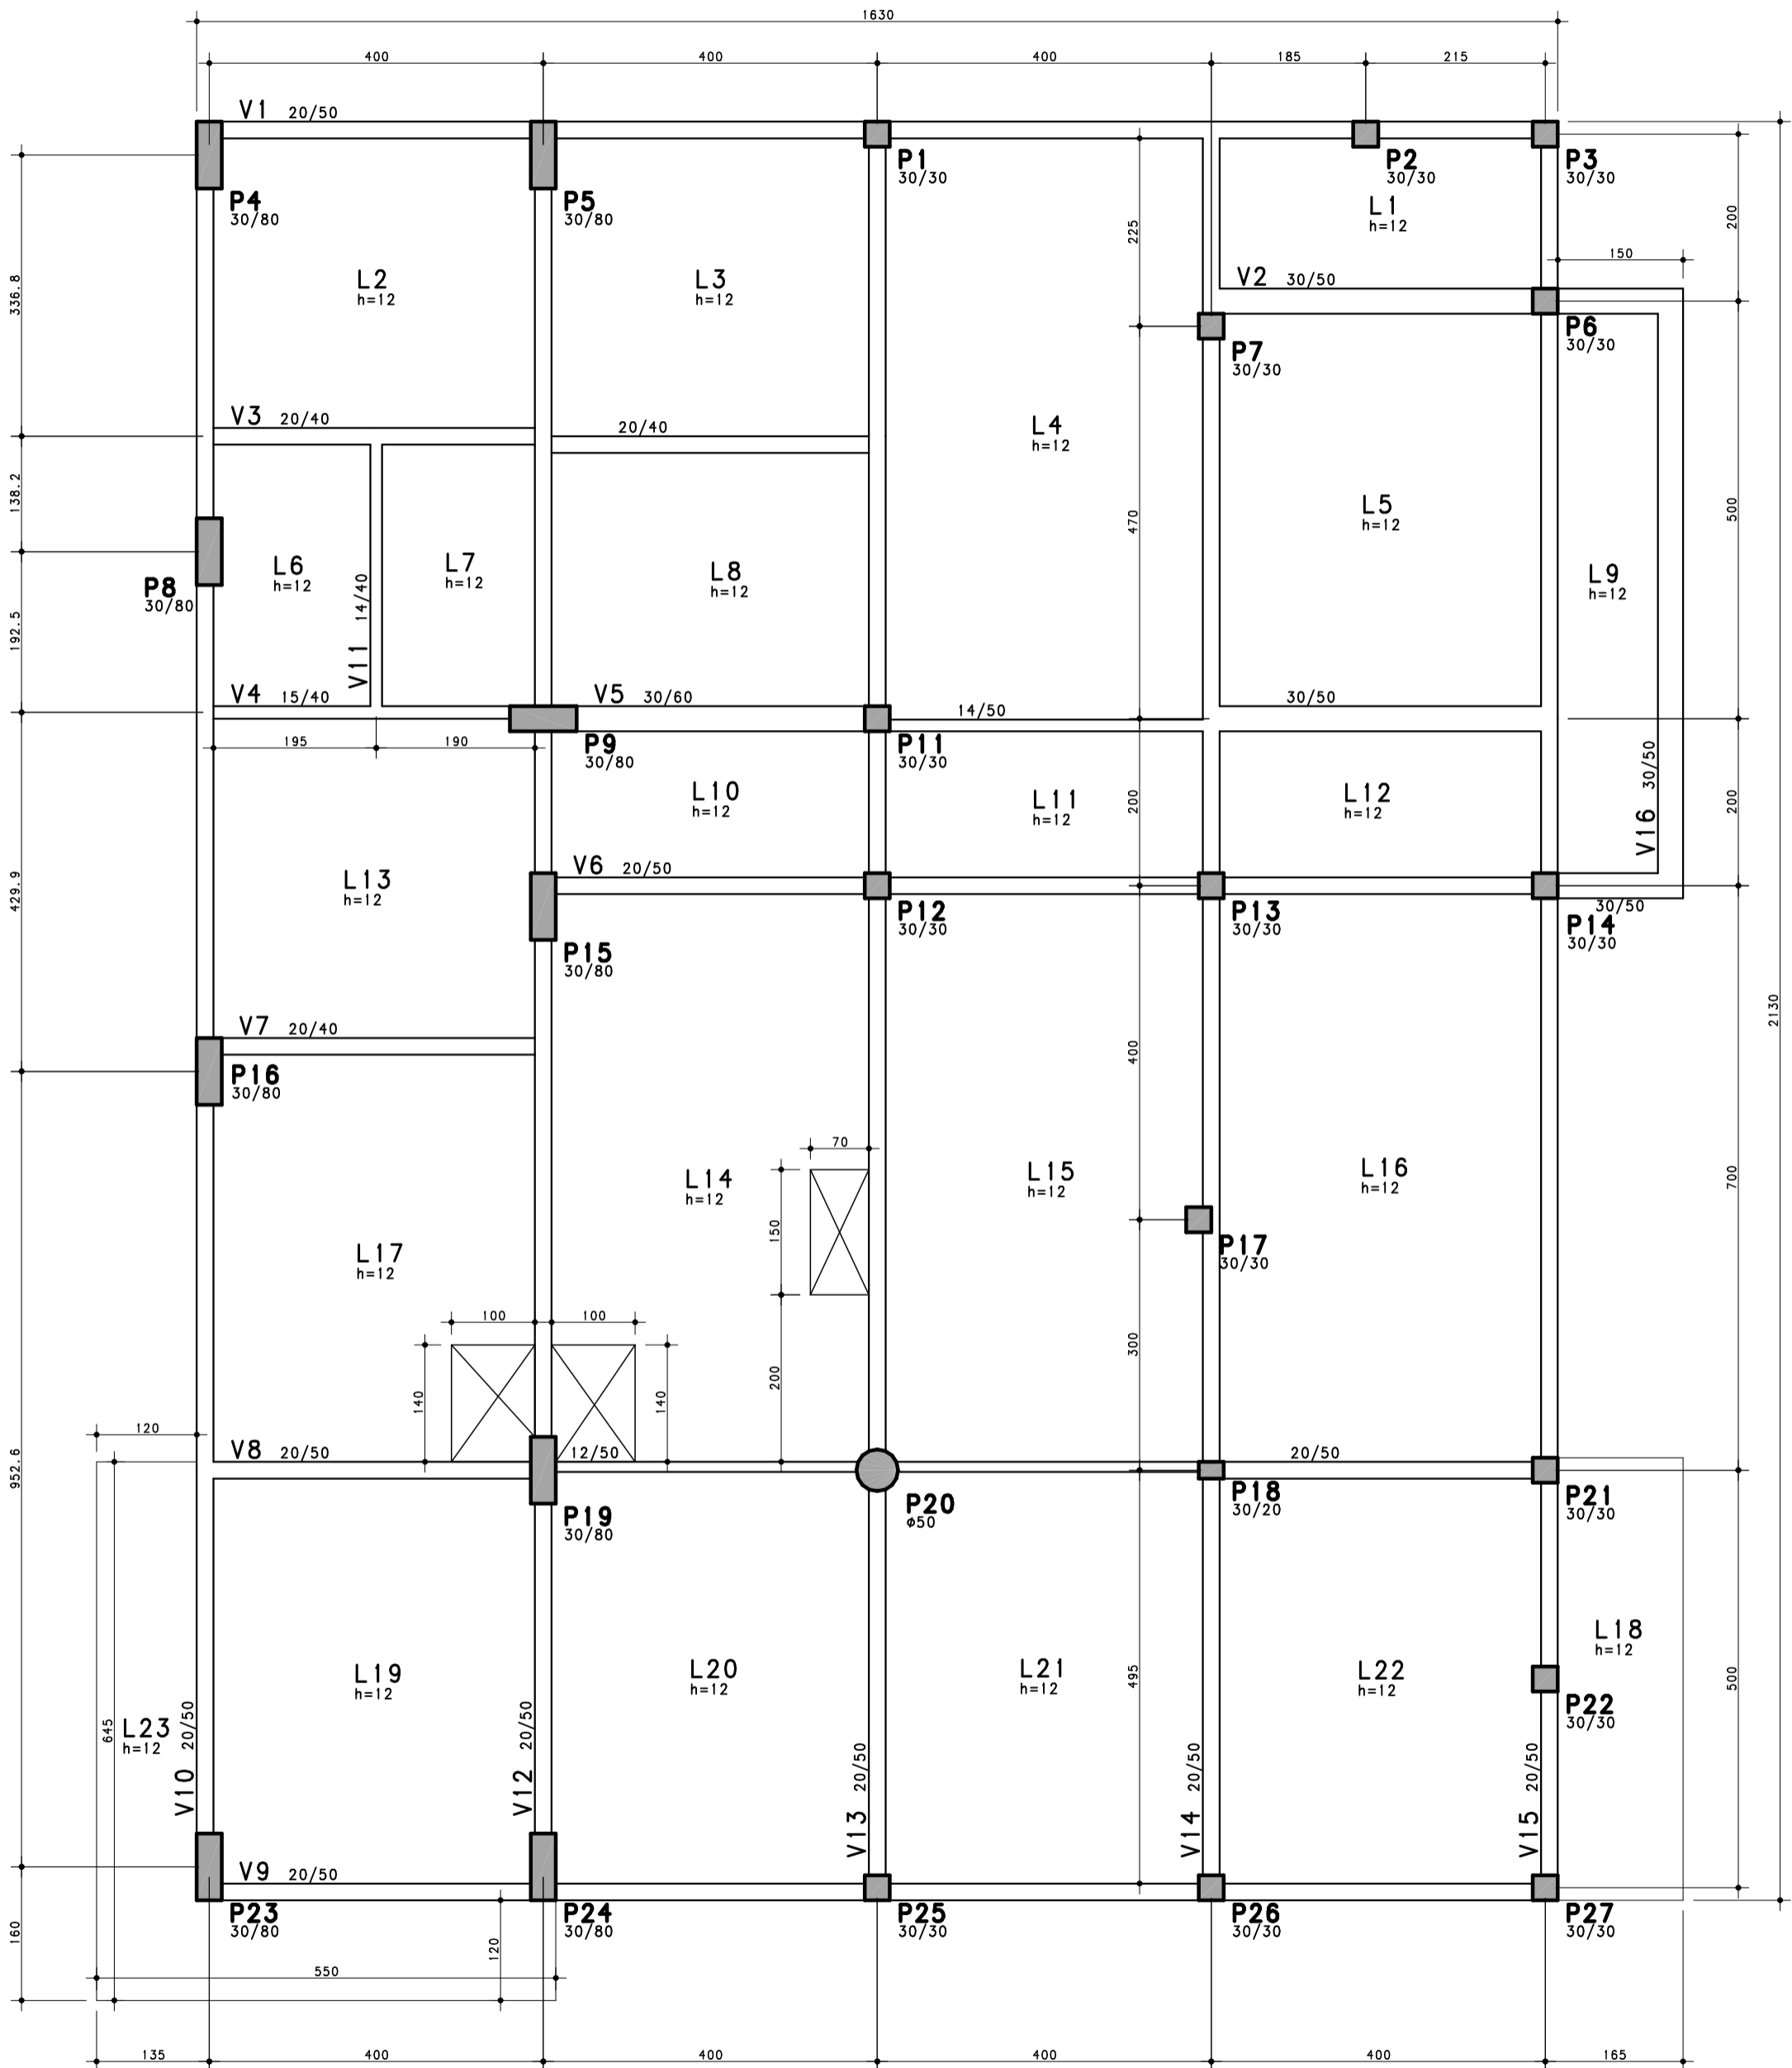 1630
400 400 400 185 215
V1 20/50
P1
30/30
P2
30/30
P3
30/30
P4
30/80
P5
30/80
L1
h=12
225
200
150
336.8
L2
h=12
L3
h=12
V2 30/50
P6
30/30
P7
30/30
V3 20/40
20/40
L4
h=12
138.2
470
L5
h=12
500
P8
30/80
L6
h=12
14/40
V11
L7
h=12
L8
h=12
L9
h=12
192.5
V4 15/40
V5 30/60
14/50
30/50
195 190
P9
30/80
P11
30/30
30/50
V16
L10
h=12
L11
h=12
200
L12
h=12
200
429.9
L13
h=12
V6 20/50
P12
30/30
P13
30/30
30/50
P14
30/30
P15
30/80
2130
V7 20/40
P16
30/80
400
70
L14
h=12
L15
h=12
L16
h=12
700
150
L17
h=12
P17
30/30
100 100
140
140
200
300
120
952.6
V8 20/50
12/50
20/50
P19
30/80
P20
ø50
P18
30/20
P21
30/30
L18
h=12
L19
h=12
L20
h=12
L21
h=12
495
L22
h=12
500
P22
30/30
645
L23
h=12
20/50
V10
20/50
V12
20/50
V13
20/50
V14
20/50
V15
V9 20/50
P23
30/80
P24
30/80
P25
30/30
P26
30/30
P27
30/30
160
120
550
135 400 400 400 400 165